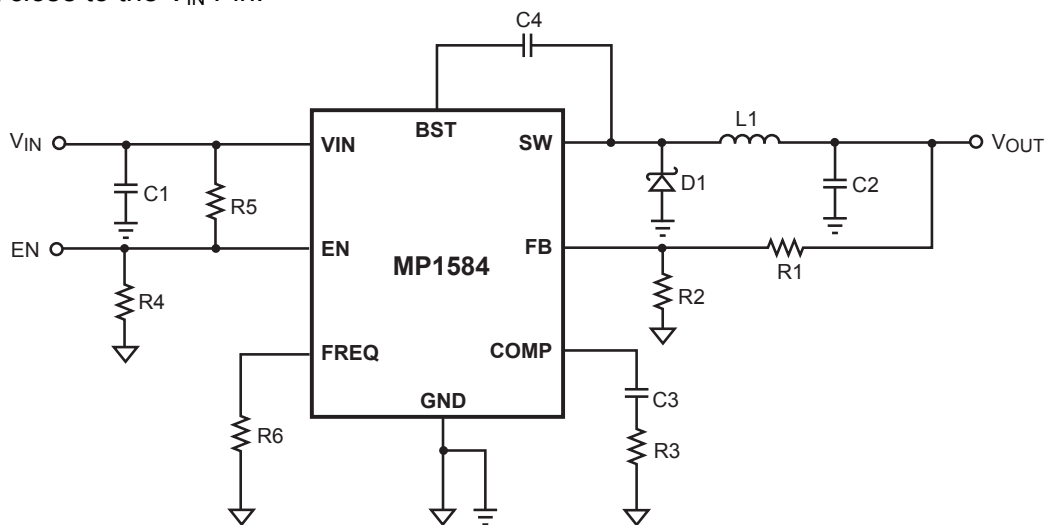 close to the VIN Pin.
C4
BST
VIN
VIN
SW
L1
VOUT
C1
R5
D1
C2
EN
EN
FB
MP1584
R1
R4
R2
FREQ
COMP
GND
C3
R6
R3